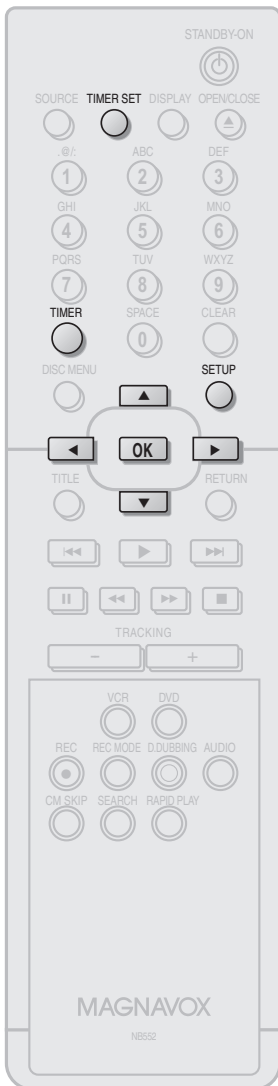 STANDBY-ON
SOURCE TIMER SET DISPLAY OPEN/CLOSE
.@/: ABC DEF
1 2 3
GHI JKL MNO
4 5 6
PQRS TUV WXYZ
7 8 9
TIMER SPACE CLEAR
0
DISC MENU SETUP
OK
TITLE RETURN
TRACKING
− +
VCR DVD
REC REC MODE D.DUBBING AUDIO
CM SKIP SEARCH RAPID PLAY
MAGNAVOX
NB552